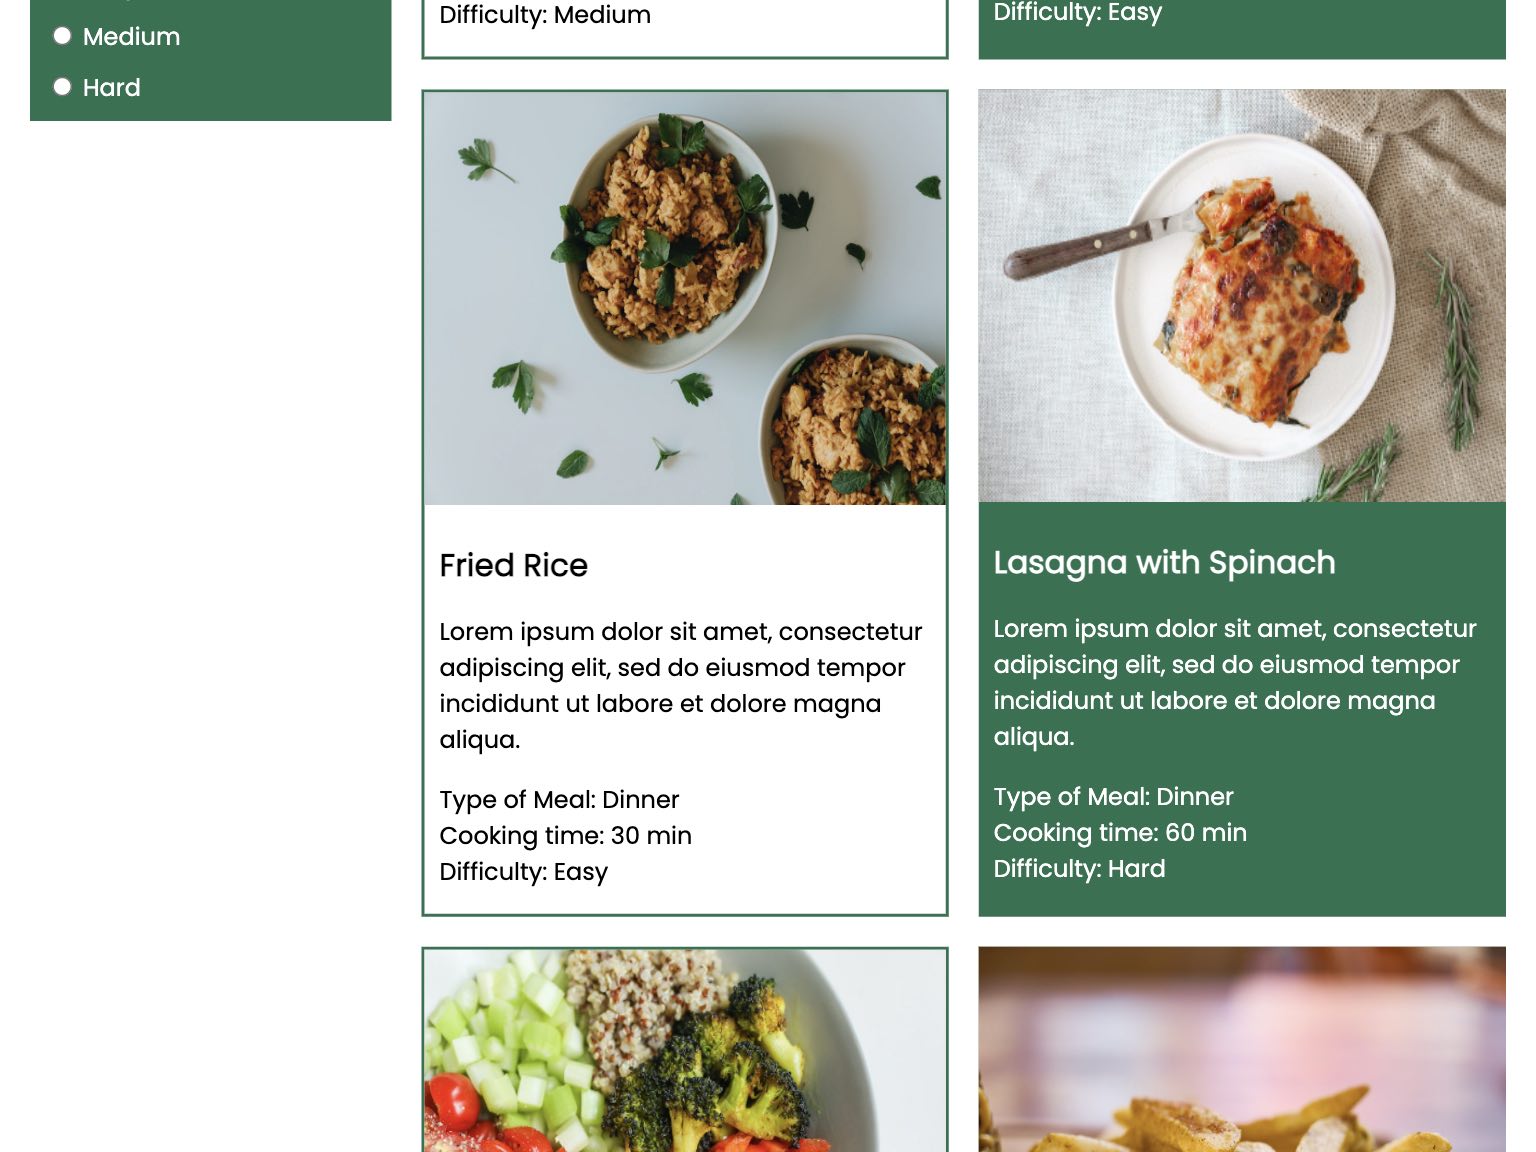 Medium
Hard
Difficulty: Medium
Difficulty: Easy
Fried Rice
Lorem ipsum dolor sit amet, consectetur
adipiscing elit, sed do eiusmod tempor
incididunt ut labore et dolore magna
aliqua.
Type of Meal: Dinner
Cooking time: 30 min
Difficulty: Easy
Lasagna with Spinach
Lorem ipsum dolor sit amet, consectetur
adipiscing elit, sed do eiusmod tempor
incididunt ut labore et dolore magna
aliqua.
Type of Meal: Dinner
Cooking time: 60 min
Difficulty: Hard